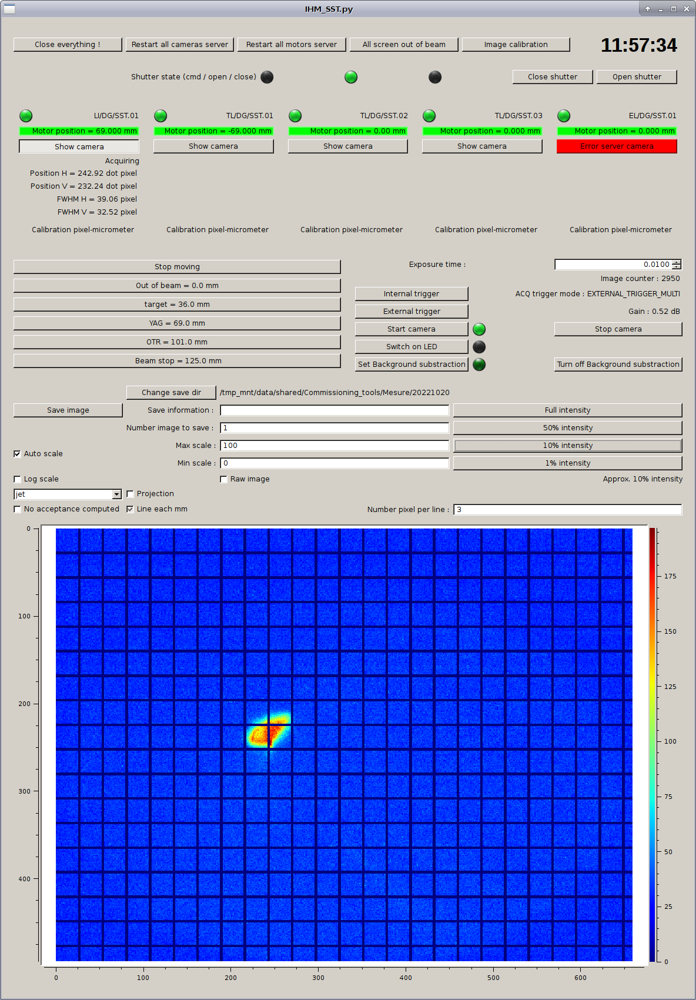 IHM_SST.py
Close everything ! Restart all cameras server Restart all motors server All screen out of beam Image calibration 11:57:34
Shutter state (cmd / open / close) Close shutter Open shutter
LI/DG/SST.01 TL/DG/SST.01 TL/DG/SST.02 TL/DG/SST.03 EL/DG/SST.01
Motor position = 69.000 mm Motor position = -69.000 mm Motor position = 0.00 mm Motor position = 0.000 mm Motor position = 0.000 mm
Show camera Show camera Show camera Show camera Error server camera
Acquiring
Position H = 242.92 dot pixel
Position V = 232.24 dot pixel
FWHM H = 39.06 pixel
FWHM V = 32.52 pixel
Calibration pixel-micrometer Calibration pixel-micrometer Calibration pixel-micrometer Calibration pixel-micrometer Calibration pixel-micrometer
Stop moving
Out of beam = 0.0 mm
target = 36.0 mm
YAG = 69.0 mm
OTR = 101.0 mm
Beam stop = 125.0 mm
Exposure time : 0.0100
Image counter : 2950
Internal trigger ACQ trigger mode : EXTERNAL_TRIGGER_MULTI
External trigger Gain : 0.52 dB
Start camera Stop camera
Switch on LED
Set Background substraction Turn off Background substraction
Change save dir /tmp_mnt/data/shared/Commissioning_tools/Mesure/20221020
Save image Save information : Full intensity
Number image to save : 1 50% intensity
Max scale : 100 10% intensity
Auto scale
Min scale : 0 1% intensity
Log scale Raw image Approx. 10% intensity
jet Projection
No acceptance computed Line each mm Number pixel per line : 3
0
100
200
300
400
175
150
125
100
75
50
25
0
0 100 200 300 400 500 600